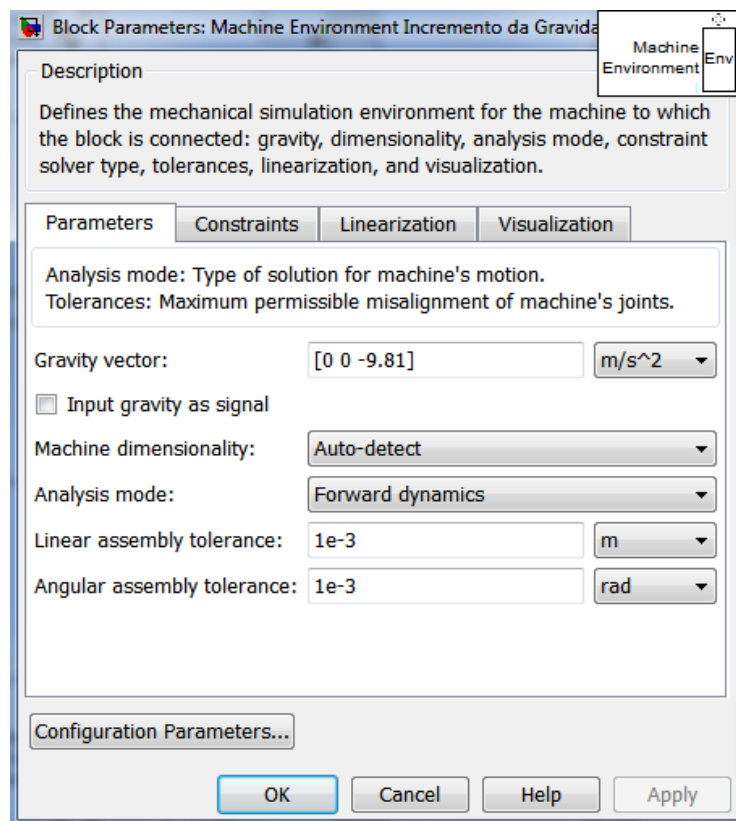 Block Parameters: Machine Environment Incremento da Gravida
Machine
Environment
Env
Description
Defines the mechanical simulation environment for the machine to which
the block is connected: gravity, dimensionality, analysis mode, constraint
solver type, tolerances, linearization, and visualization.
Parameters Constraints Linearization Visualization
Analysis mode: Type of solution for machine's motion.
Tolerances: Maximum permissible misalignment of machine's joints.
Gravity vector: [0 0 -9.81] m/s^2
Input gravity as signal
Machine dimensionality: Auto-detect
Analysis mode: Forward dynamics
Linear assembly tolerance: 1e-3 m
Angular assembly tolerance: 1e-3 rad
Configuration Parameters...
OK Cancel Help Apply